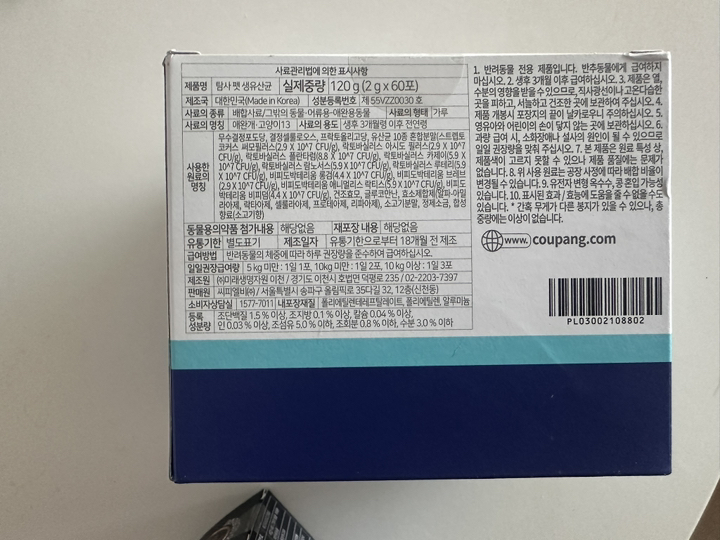 사료관리법에 의한 표시사항
제품명 탐사 펫 생유산균 실제중량 120 g (2 g x 60포)
제조국 대한민국(Made in Korea) 성분등록번호 제 55VZZ0030 호
사료의 종류 배합사료/그밖의 동물·어류용-애완용동물 사료의 형태 가루
사료의 명칭 애완개·고양이13 사료의 용도 생후 3개월령 이후 전연령
사용한 원료의 명칭
무수결정포도당, 결정셀룰로오스, 프락토올리고당, 유산균 10종 혼합분말(스트렙토
코커스 써모필러스(2.9 X 10^7 CFU/g), 락토바실러스 아시도 필러스(2.9 X 10^7
CFU/g), 락토바실러스 플란타럼(8.8 X 10^7 CFU/g), 락토바실러스 카제이(5.9 X
10^7 CFU/g), 락토바실러스 람노서스(5.9 X 10^7 CFU/g), 락토바실러스 루테리(5.9
X 10^7 CFU/g), 비피도박테리움 롱검(4.4 X 10^7 CFU/g), 비피도박테리움 브레브
(2.9 X 10^7 CFU/g), 비피도박테리움 애니멀리스 락티스(5.9 X 10^7 CFU/g), 비피도
박테리움 비피덤(4.4 X 10^7 CFU/g), 건조효모, 글루코만난, 효소제합제(알파-아밀
라아제, 락타아제, 셀룰라아제, 프로테아제, 리파아제), 소고기분말, 정제소금, 합성
향료(소고기향)
동물용의약품 첨가내용 해당없음 재포장 내용 해당없음
유통기한 별도표기 제조일자 유통기한으로부터 18개월 전 제조
급여방법 반려동물의 체중에 따라 하루 권장량을 준수하여 급여하십시오.
일일권장급여량 5 kg 미만 : 1일 1포, 10kg 미만 : 1일 2포, 10 kg 이상 : 1일 3포
제조원 ㈜미래생명자원 이천 / 경기도 이천시 호법면 덕평로 235 / 02-2203-7397
판매원 씨피엘비㈜ / 서울특별시 송파구 올림픽로 35다길 32, 12층(신천동)
소비자상담실 1577-7011 내포장재질 폴리에틸렌테레프탈레이트, 폴리에틸렌, 알루미늄
등록성분량 조단백질 1.5 % 이상, 조지방 0.1 % 이상, 칼슘 0.04 % 이상,
인 0.03 % 이상, 조섬유 5.0 % 이하, 조회분 0.8 % 이하, 수분 3.0 % 이하
1. 반려동물 전용 제품입니다. 반추동물에게 급여하지
마십시오. 2. 생후 3개월 이후 급여하십시오. 3. 제품은 열,
수분의 영향을 받을 수 있으므로, 직사광선이나 고온다습한
곳을 피하고, 서늘하고 건조한 곳에 보관하여 주십시오. 4.
제품 개봉시 포장지의 끝이 날카로우니 주의하십시오. 5.
영유아와 어린이의 손이 닿지 않는 곳에 보관하십시오. 6.
과량 급여 시, 소화장애나 설사의 원인이 될 수 있으므로
일일 권장량을 맞춰 주십시오. 7. 본 제품은 원료 특성 상,
제품색이 고르지 못할 수 있으나 제품 품질에는 문제가
없습니다. 8. 위 사용 원료는 공장 사정에 따라 배합 비율이
변경될 수 있습니다. 9. 유전자 변형 옥수수, 콩 혼입 가능성
있습니다. 10. 표시된 효과 / 효능에 도움을 줄 수 없을 수도
있습니다. * 간혹 무게가 다른 봉지가 있을 수 있으나, 총
중량에는 이상이 없습니다.
www. coupang.com
PL03002108802